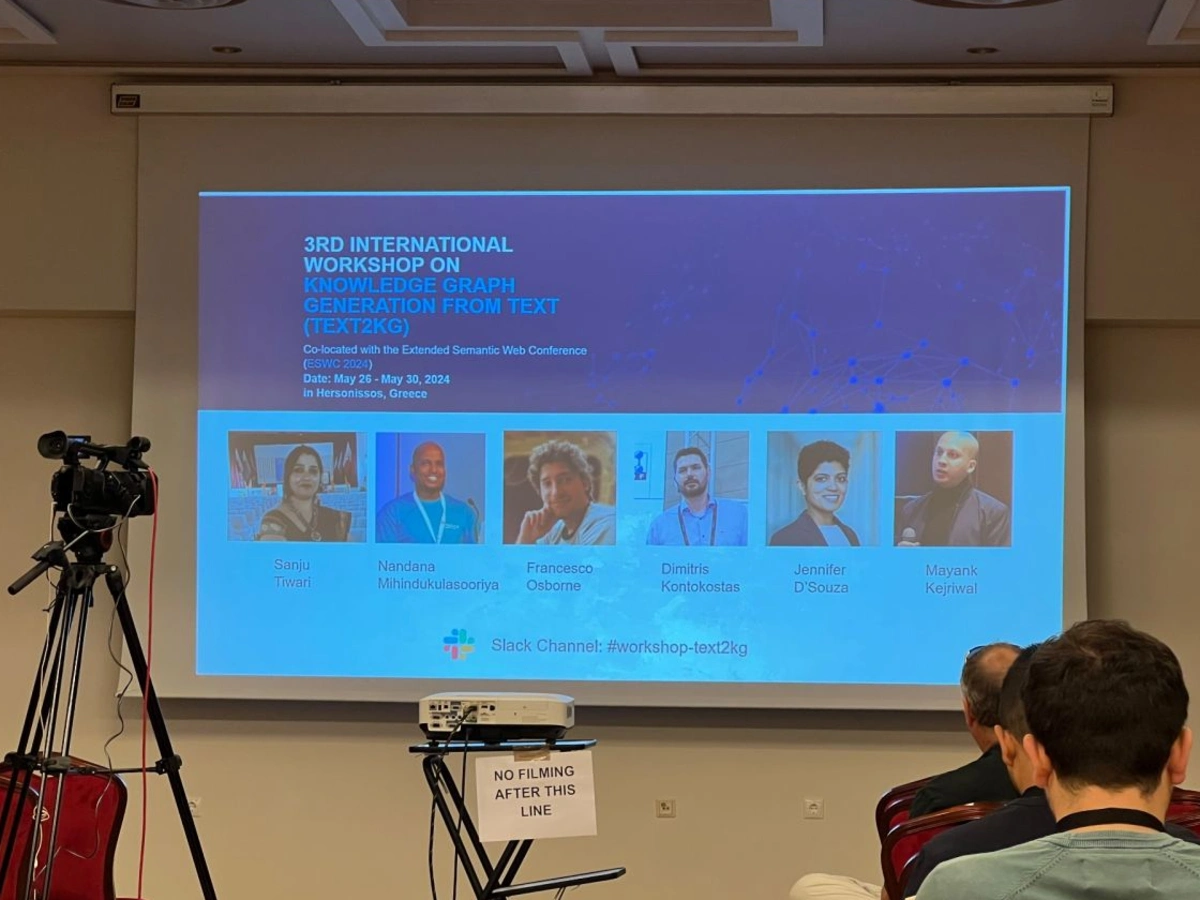 3RD INTERNATIONAL
WORKSHOP ON
KNOWLEDGE GRAPH
GENERATION FROM TEXT
(TEXT2KG)
Co-located with the Extended Semantic Web Conference
(ESWC 2024)
Date: May 26 - May 30, 2024
in Hersonissos, Greece
Sanju
Tiwari
Nandana
Mihindukulasooriya
Francesco
Osborne
Dimitris
Kontokostas
Jennifer
D'Souza
Mayank
Kejriwal
Slack Channel: #workshop-text2kg
NO FILMING
AFTER THIS
LINE